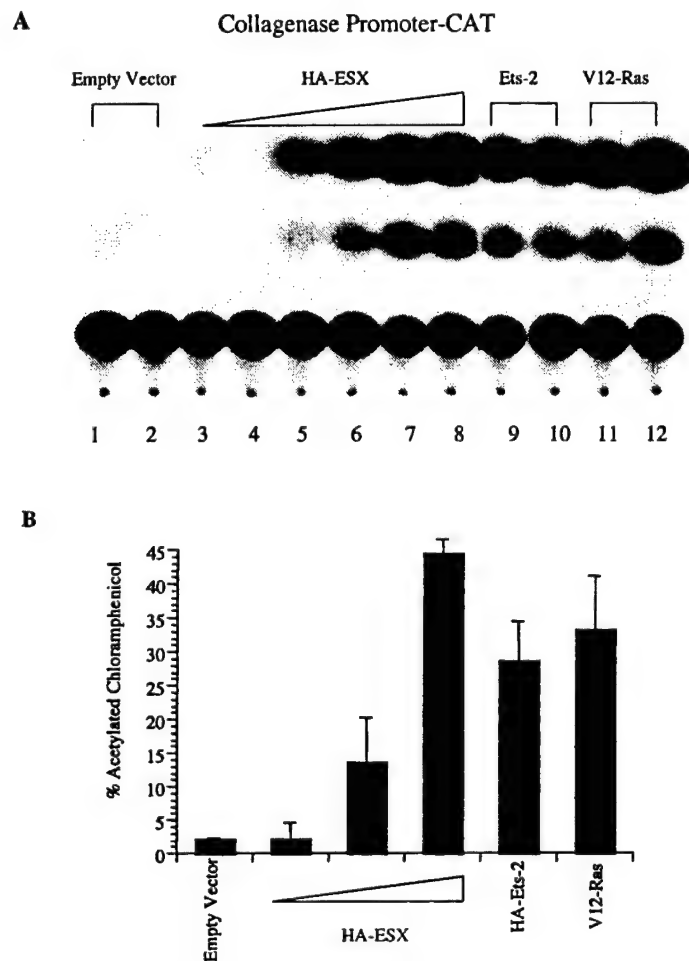 A
Collagenase Promoter-CAT
Empty Vector HA-ESX Ets-2 V12-Ras
1 2 3 4 5 6 7 8 9 10 11 12
B
% Acetylated Chloramphenicol
45
40
35
30
25
20
15
10
5
0
Empty Vector
HA-ESX
HA-Ets-2
V12-Ras